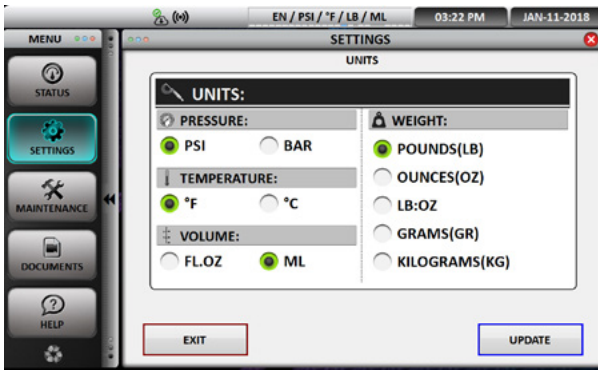 EN / PSI / °F / LB / ML 03:22 PM JAN-11-2018
MENU SETTINGS
UNITS
STATUS
SETTINGS
MAINTENANCE
DOCUMENTS
HELP
UNITS:
PRESSURE:
PSI BAR
TEMPERATURE:
°F °C
VOLUME:
FL.OZ ML
WEIGHT:
POUNDS(LB)
OUNCES(OZ)
LB:OZ
GRAMS(GR)
KILOGRAMS(KG)
EXIT UPDATE